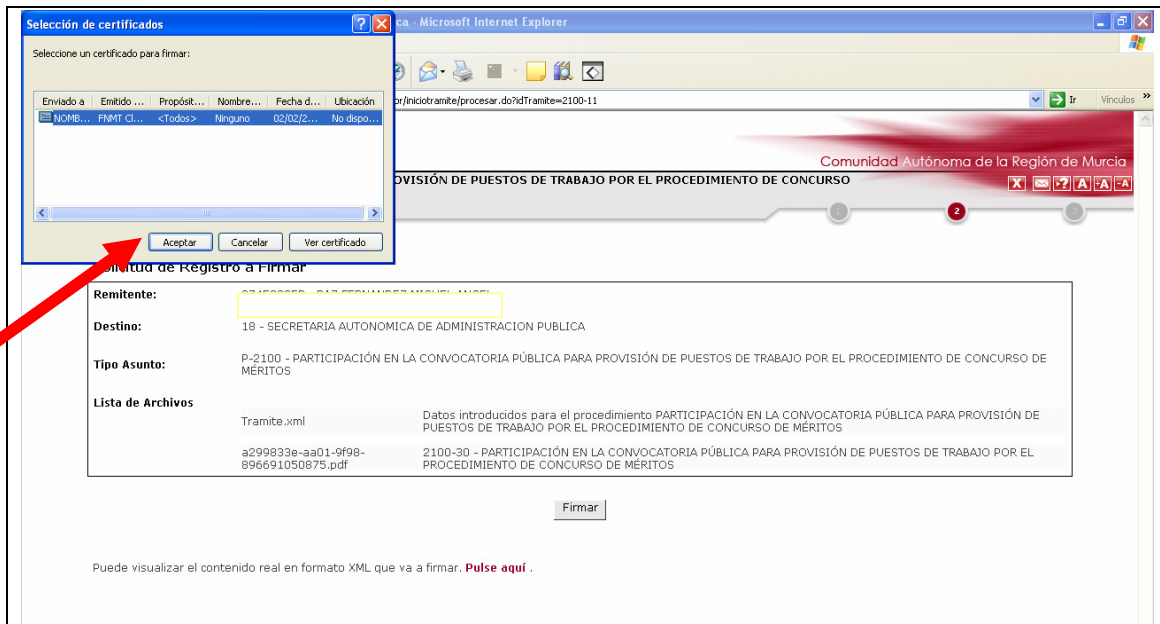 Selección de certificados
ca - Microsoft Internet Explorer
Seleccione un certificado para firmar:
Enviado a Emitido ... Propósit... Nombre... Fecha d... Ubicación
NOMB... FNMT Cl... <Todos> Ninguno 02/02/2... No dispo...
or/iniciotramite/procesar.do?idTramite=2100-11
Ir Vínculos »
Comunidad Autónoma de la Región de Murcia
OVISIÓN DE PUESTOS DE TRABAJO POR EL PROCEDIMIENTO DE CONCURSO
X ? A +A -A
1 2 3
Aceptar Cancelar Ver certificado
Solicitud de Registro a Firmar
Remitente:
Destino: 18 - SECRETARIA AUTONOMICA DE ADMINISTRACION PUBLICA
Tipo Asunto: P-2100 - PARTICIPACIÓN EN LA CONVOCATORIA PÚBLICA PARA PROVISIÓN DE PUESTOS DE TRABAJO POR EL PROCEDIMIENTO DE CONCURSO DE
MÉRITOS
Lista de Archivos
Tramite.xml Datos introducidos para el procedimiento PARTICIPACIÓN EN LA CONVOCATORIA PÚBLICA PARA PROVISIÓN DE
PUESTOS DE TRABAJO POR EL PROCEDIMIENTO DE CONCURSO DE MÉRITOS
a299833e-aa01-9f98-
896691050875.pdf
2100-30 - PARTICIPACIÓN EN LA CONVOCATORIA PÚBLICA PARA PROVISIÓN DE PUESTOS DE TRABAJO POR EL
PROCEDIMIENTO DE CONCURSO DE MÉRITOS
Firmar
Puede visualizar el contenido real en formato XML que va a firmar. Pulse aquí .